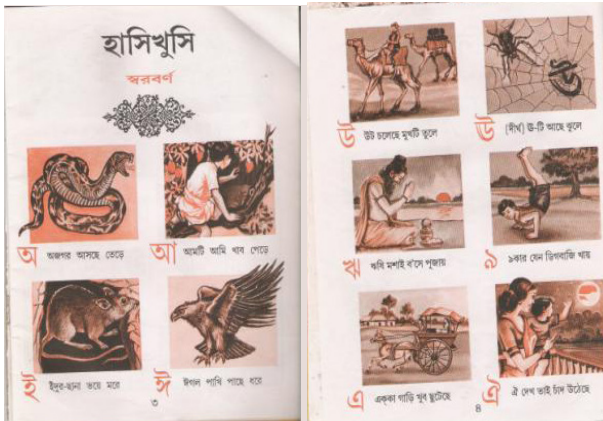 হাসিখুসি
স্বরবর্ণ
অ অজগর আসছে তেড়ে
আ আমটি আমি খাব পেড়ে
ই ইঁদুর-ছানা ভয়ে মরে
ঈ ঈগল পাখি পাছে ধরে
৩
উ উট চলেছে মুখটি তুলে
ঊ (দীর্ঘ) ঊ-টি আছে ঝুলে
ঊ
ঋ ঋষি মশাই ব'সে পূজায়
ঌ ঌকার যেন ডিগবাজি খায়
এ এক্কা গাড়ি খুব ছুটেছে
ঐ ঐ দেখ ভাই চাঁদ উঠেছে
৪